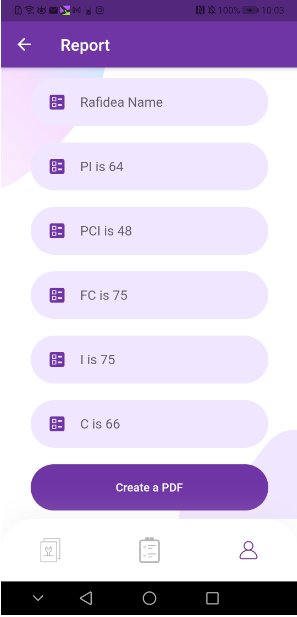 100% 10:03
Report
Rafidea Name
PI is 64
PCI is 48
FC is 75
I is 75
C is 66
Create a PDF